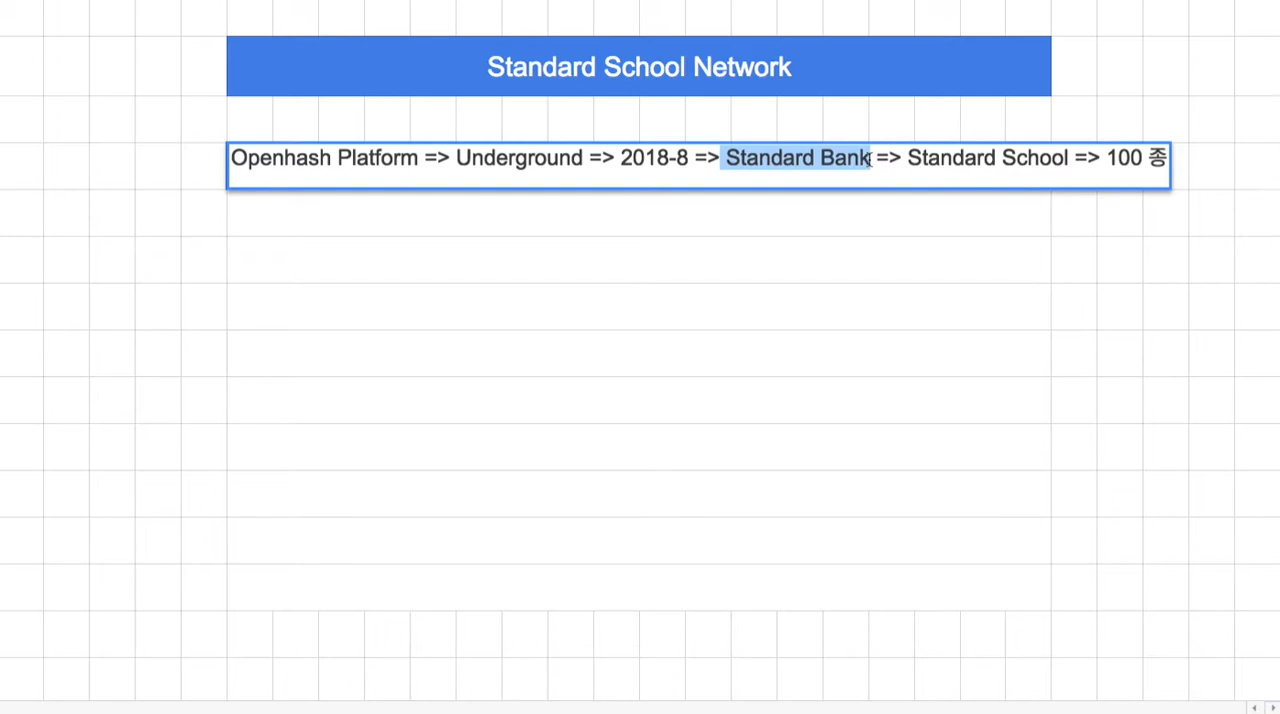 Standard School Network
Openhash Platform => Underground => 2018-8 => Standard Bank => Standard School => 100 종